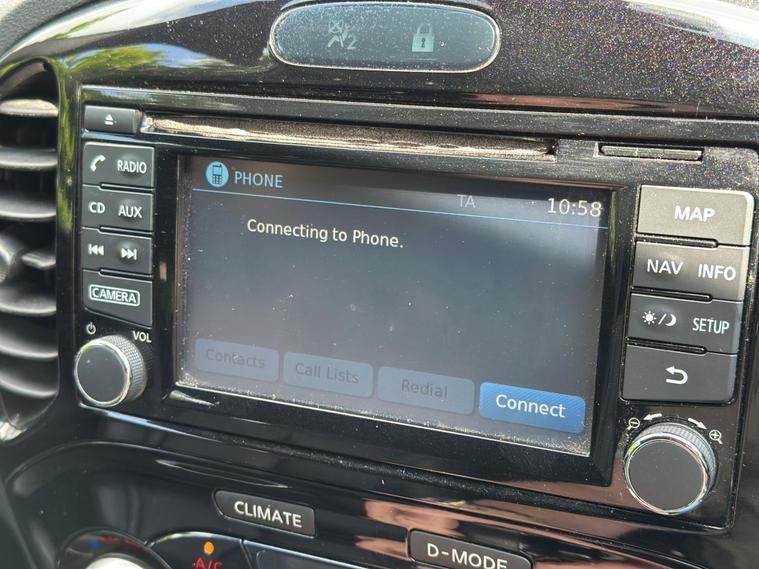 RADIO
CD AUX
CAMERA
VOL
PHONE
TA 10:58
Connecting to Phone.
Contacts Call Lists Redial Connect
MAP
NAV INFO
SETUP
CLIMATE
D-MODE
A/C